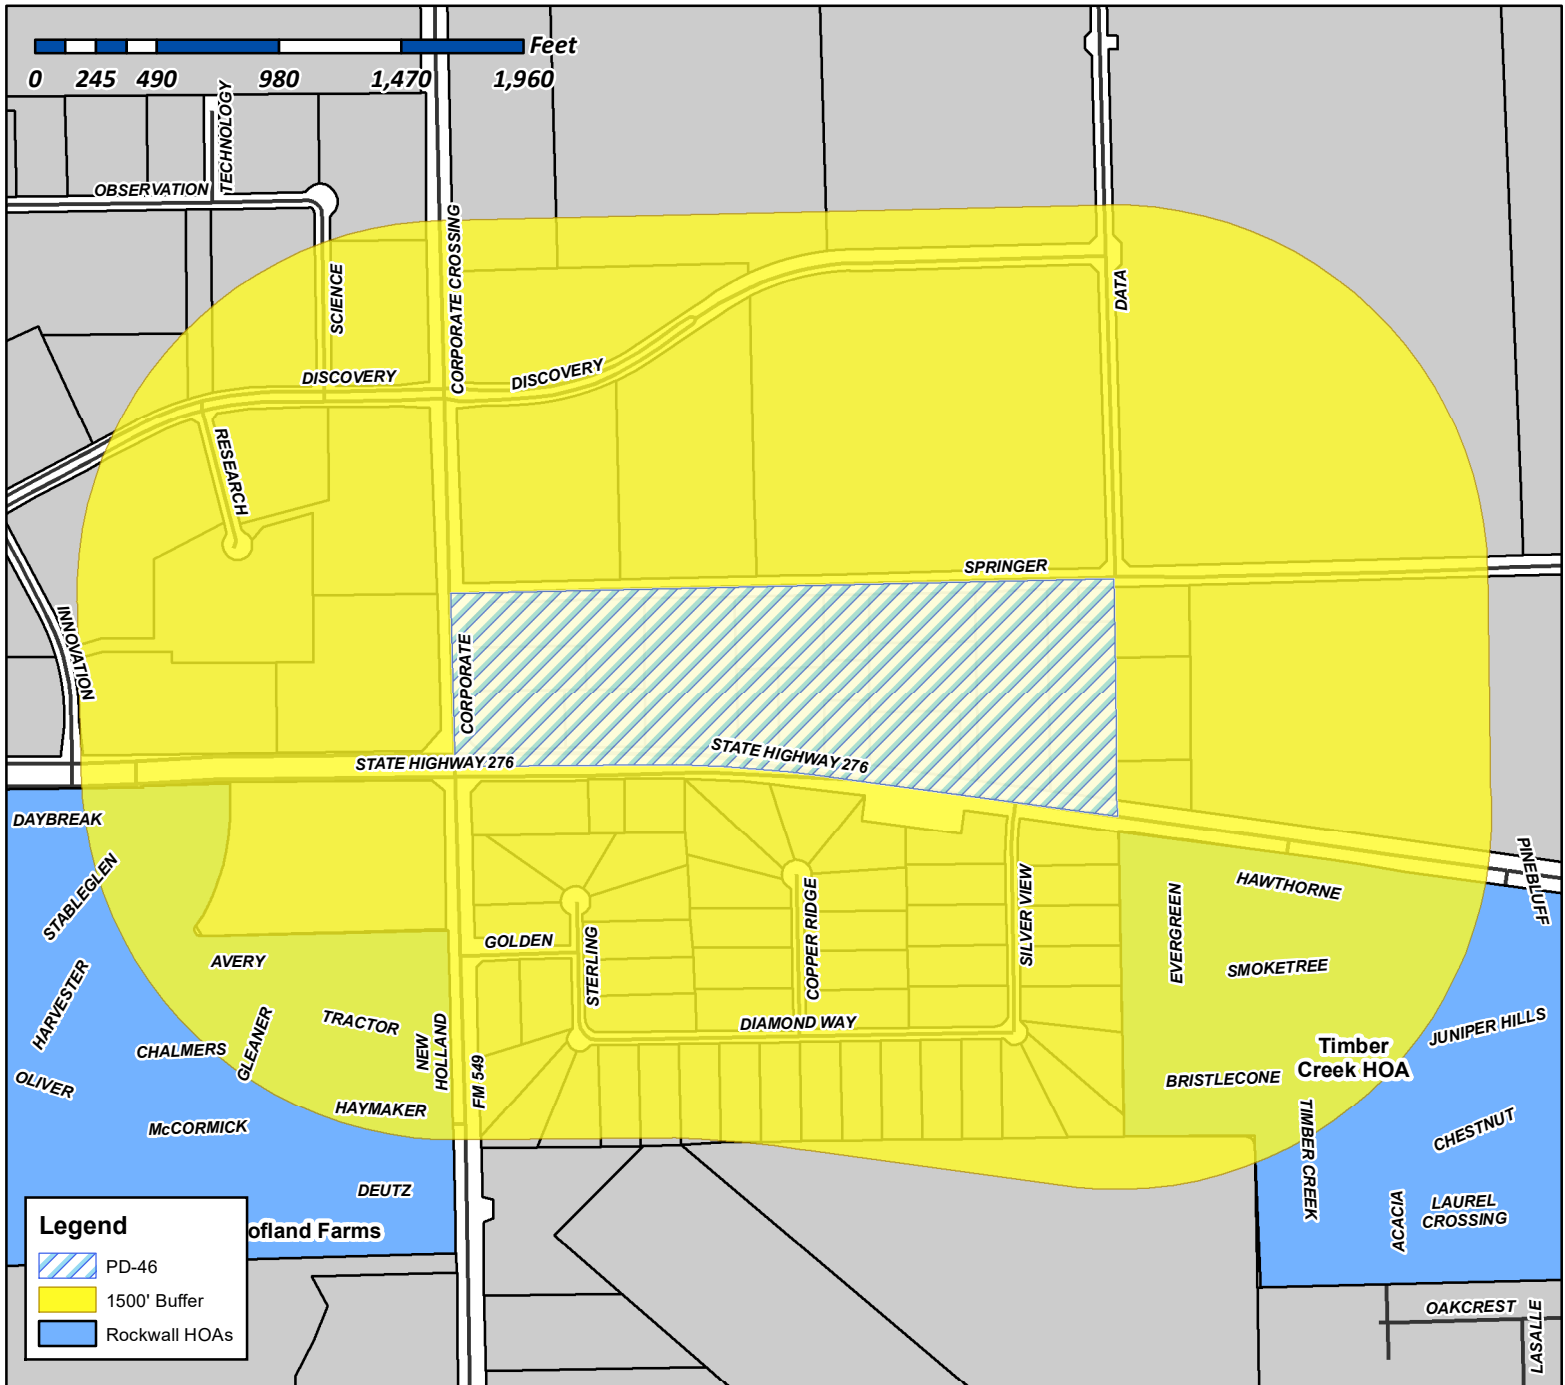 Feet
0 245 490 980 1,470 1,960
TECHNOLOGY
OBSERVATION
SCIENCE
CORPORATE CROSSING
DATA
DISCOVERY
DISCOVERY
RESEARCH
SPRINGER
INNOVATION
CORPORATE
STATE HIGHWAY 276
STATE HIGHWAY 276
DAYBREAK
STABLEGLEN
HAWTHORNE
PINEBLUFF
EVERGREEN
SILVER VIEW
COPPER RIDGE
GOLDEN
STERLING
AVERY
SMOKETREE
HARVESTER
TRACTOR
DIAMOND WAY
JUNIPER HILLS
GLEANER
CHALMERS
NEW
HOLLAND
FM 549
Timber
Creek HOA
OLIVER
BRISTLECONE
HAYMAKER
McCORMICK
TIMBER CREEK
CHESTNUT
DEUTZ
ACACIA
LAUREL
CROSSING
ofland Farms
Legend
PD-46
1500' Buffer
Rockwall HOAs
OAKCREST
LASALLE